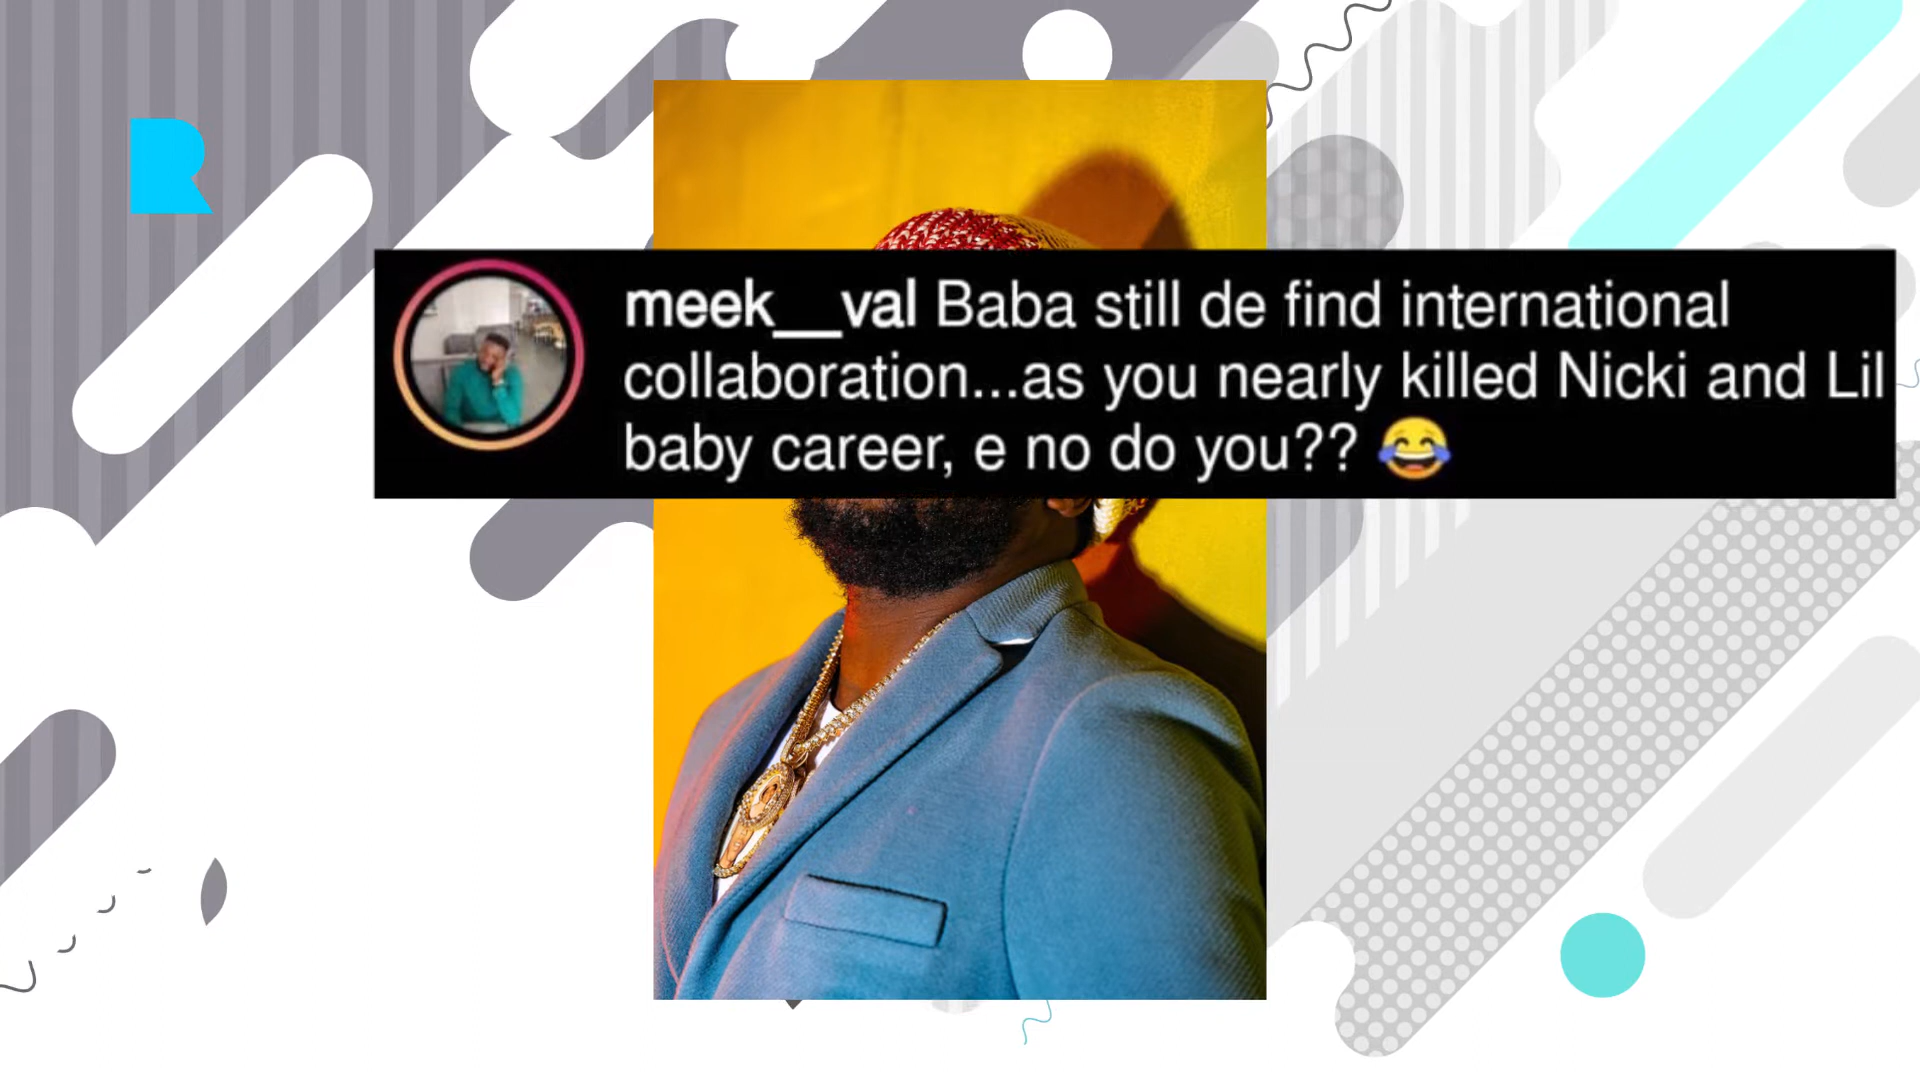 R
meek__val Baba still de find international
collaboration...as you nearly killed Nicki and Lil
baby career, e no do you?? 😂